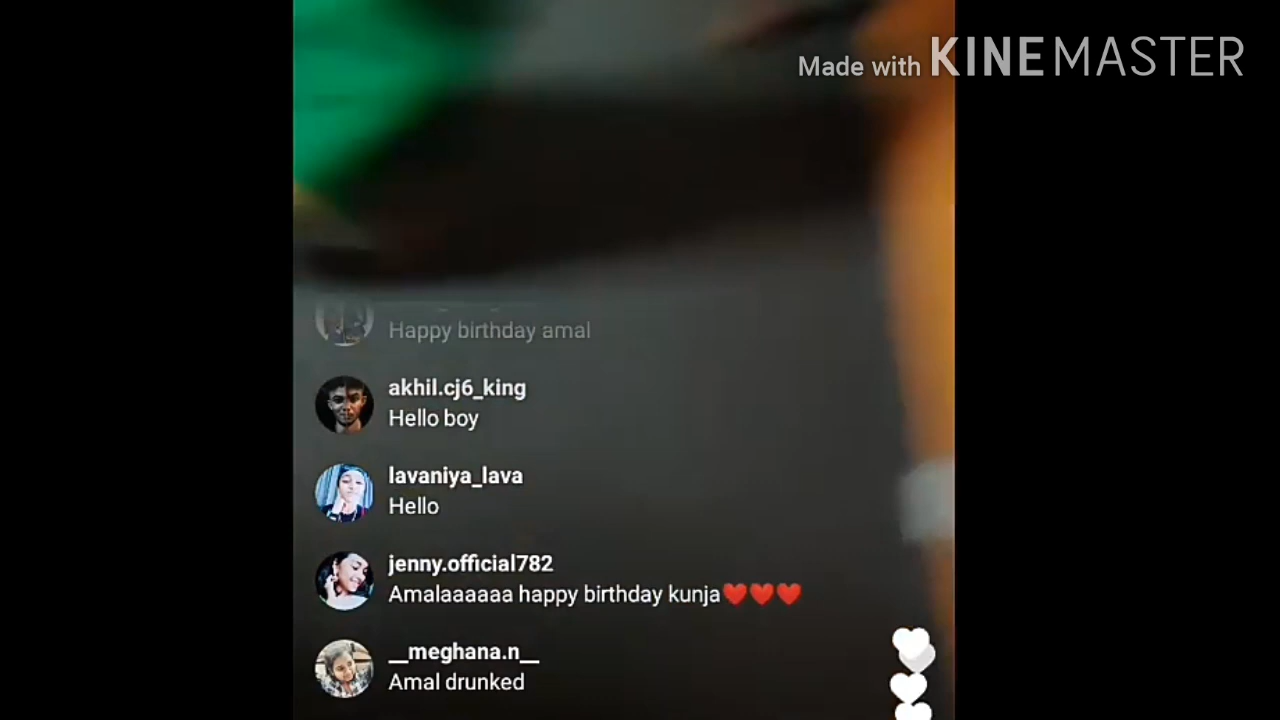 Made with KINEMASTER
Happy birthday amal
akhil.cj6_king
Hello boy
lavaniya_lava
Hello
jenny.official782
Amalaaaaaa happy birthday kunja❤️❤️❤️
__meghana.n__
Amal drunked